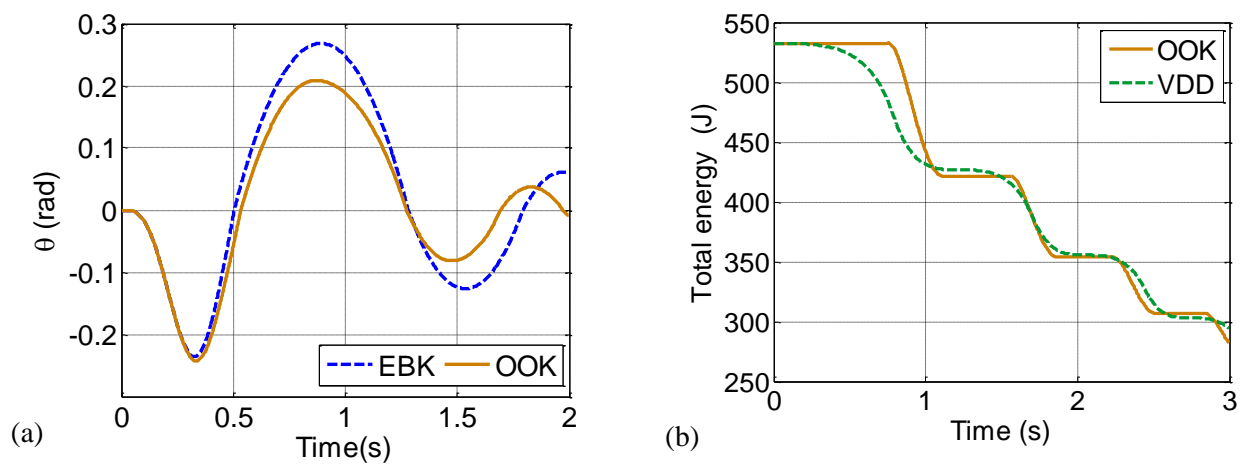 0.3
0.2
0.1
0
-0.1
-0.2
θ (rad)
0
0.5
1
1.5
2
Time(s)
EBK
OOK
(a)
550
500
450
400
350
300
250
Total energy (J)
0
1
2
3
Time (s)
OOK
VDD
(b)